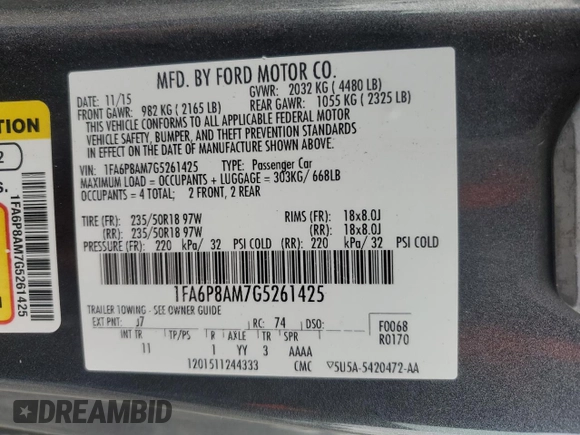 MFD. BY FORD MOTOR CO.
DATE: 11/15 GVWR: 2032 KG ( 4480 LB)
FRONT GAWR: 982 KG ( 2165 LB) REAR GAWR: 1055 KG ( 2325 LB)
THIS VEHICLE CONFORMS TO ALL APPLICABLE FEDERAL MOTOR
VEHICLE SAFETY, BUMPER, AND THEFT PREVENTION STANDARDS
IN EFFECT ON THE DATE OF MANUFACTURE SHOWN ABOVE.
VIN: 1FA6P8AM7G5261425 TYPE: Passenger Car
MAXIMUM LOAD = OCCUPANTS + LUGGAGE = 303KG/ 668LB
OCCUPANTS = 4 TOTAL; 2 FRONT, 2 REAR
TIRE (FR): 235/50R18 97W RIMS (FR): 18x8.0J
(RR): 235/50R18 97W (RR): 18x8.0J
PRESSURE (FR): 220 kPa/ 32 PSI COLD (RR): 220 kPa/ 32 PSI COLD
1FA6P8AM7G5261425
TRAILER TOWING - SEE OWNER GUIDE
EXT PNT: J7 RC: 74 DSO: F0068
R0170
INT TR TP/PS R AXLE TR SPR
11 1 YY 3 AAAA
1201511244333 CMC 5U5A-5420472-AA
TION
2
1FA6P8AM7G5261425
DREAMBID